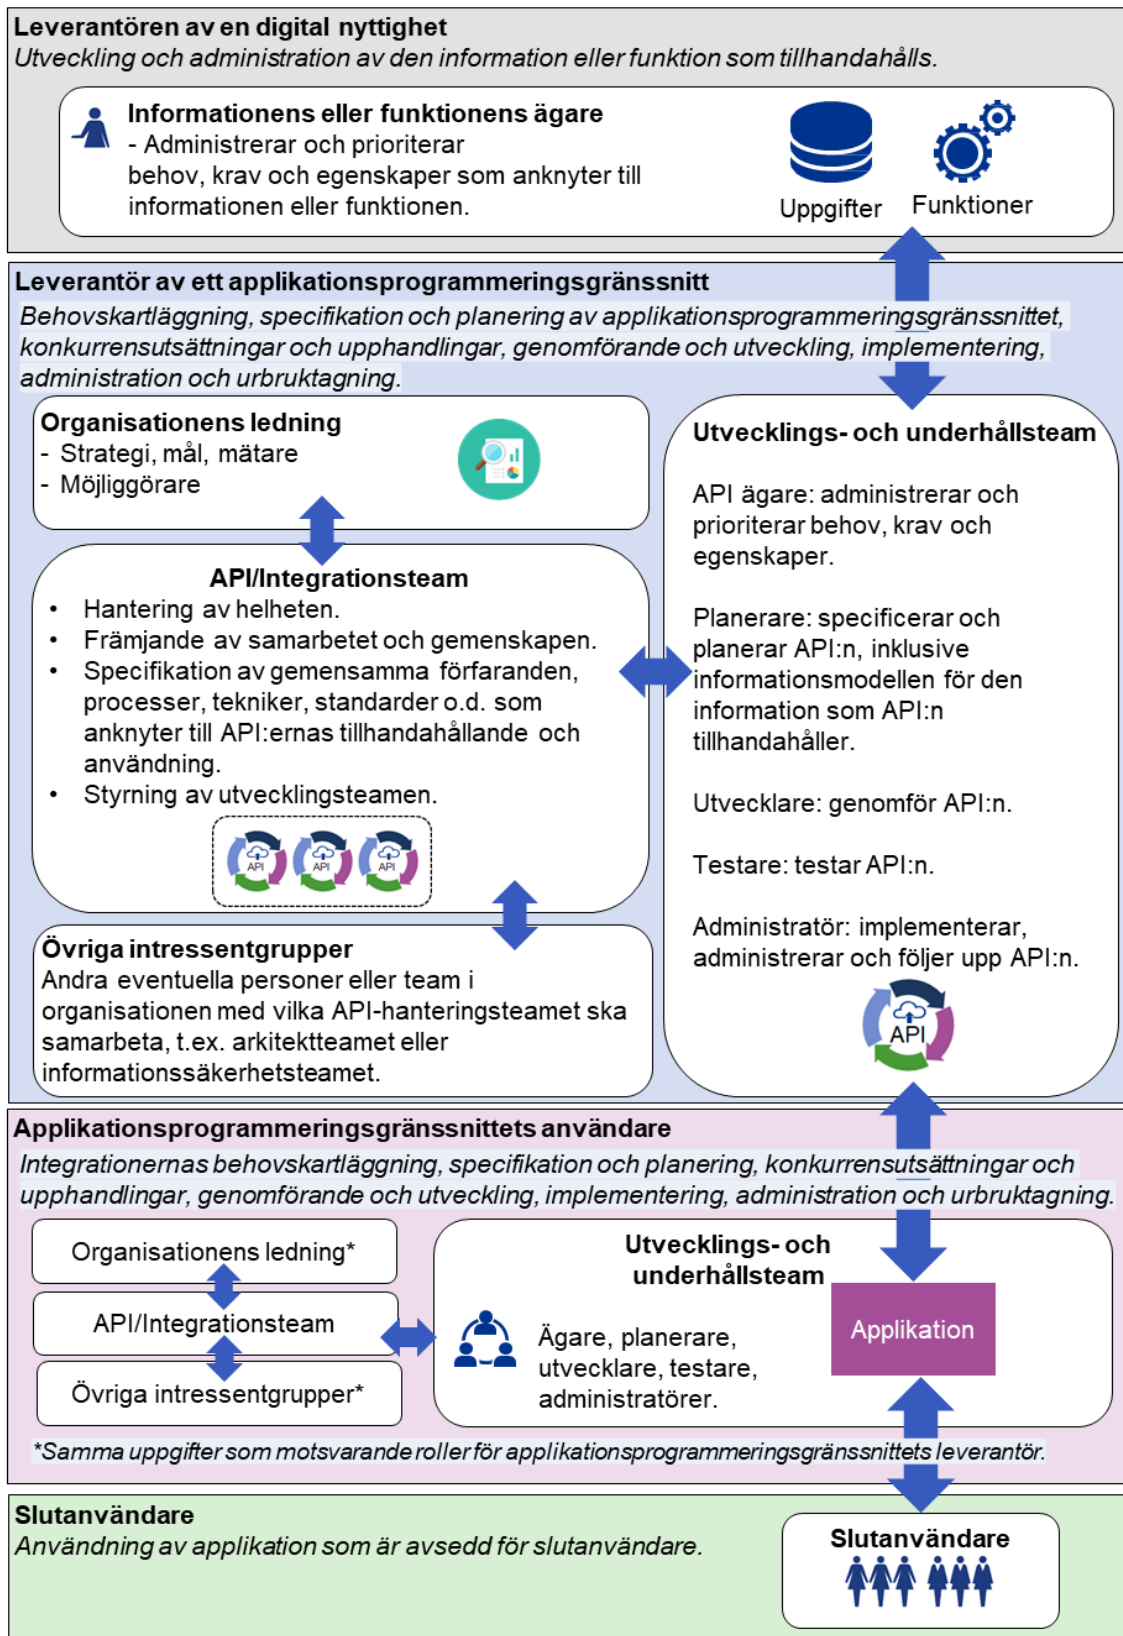 Leverantören av en digital nyttighet
Utveckling och administration av den information eller funktion som tillhandahålls.
Informationens eller funktionens ägare
- Administrerar och prioriterar
behov, krav och egenskaper som anknyter till
informationen eller funktionen.
Uppgifter
Funktioner
Leverantör av ett applikationsprogrammeringsgränssnitt
Behovskartläggning, specifikation och planering av applikationsprogrammeringsgränssnittet,
konkurrensutsättningar och upphandlingar, genomförande och utveckling, implementering,
administration och urbruktagning.
Organisationens ledning
- Strategi, mål, mätare
- Möjliggörare
API/Integrationsteam
• Hantering av helheten.
• Främjande av samarbetet och gemenskapen.
• Specifikation av gemensamma förfaranden,
processer, tekniker, standarder o.d. som
anknyter till API:ernas tillhandahållande och
användning.
• Styrning av utvecklingsteamen.
API
API
API
Övriga intressentgrupper
Andra eventuella personer eller team i
organisationen med vilka API-hanteringsteamet ska
samarbeta, t.ex. arkitektteamet eller
informationssäkerhetsteamet.
Utvecklings- och underhållsteam
API ägare: administrerar och
prioriterar behov, krav och
egenskaper.
Planerare: specificerar och
planerar API:n, inklusive
informationsmodellen för den
information som API:n
tillhandahåller.
Utvecklare: genomför API:n.
Testare: testar API:n.
Administratör: implementerar,
administrerar och följer upp API:n.
API
Applikationsprogrammeringsgränssnittets användare
Integrationernas behovskartläggning, specifikation och planering, konkurrensutsättningar och
upphandlingar, genomförande och utveckling, implementering, administration och urbruktagning.
Organisationens ledning*
API/Integrationsteam
Övriga intressentgrupper*
Utvecklings- och
underhållsteam
Ägare, planerare,
utvecklare, testare,
administratörer.
Applikation
*Samma uppgifter som motsvarande roller för applikationsprogrammeringsgränssnittets leverantör.
Slutanvändare
Användning av applikation som är avsedd för slutanvändare.
Slutanvändare